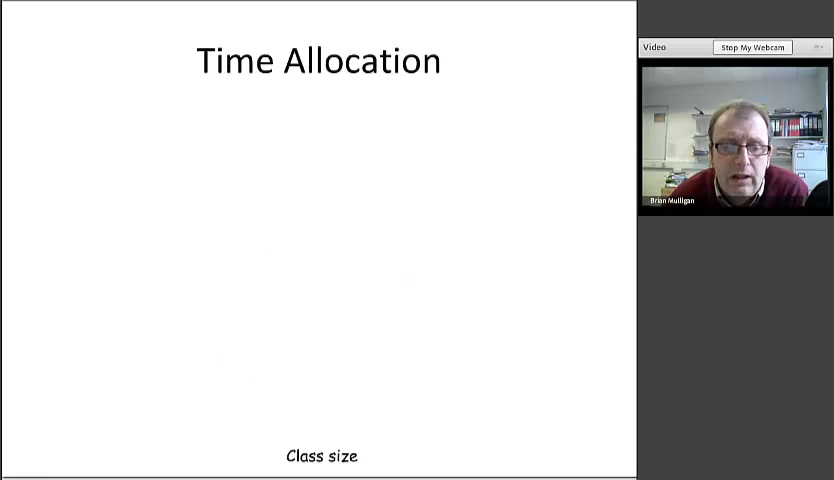 Time Allocation
Class size
Video
Stop My Webcam
Brian Mulligan